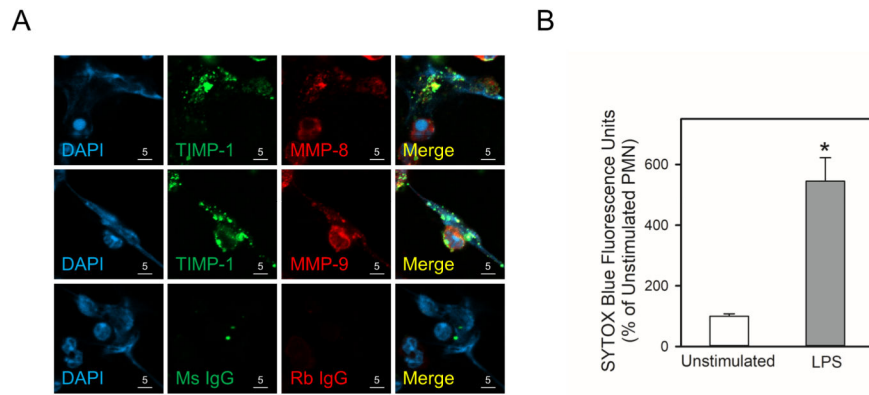 A
B
DAPI 5 TIMP-1 5 MMP-8 5 Merge 5
DAPI 5 TIMP-1 5 MMP-9 5 Merge 5
DAPI 5 Ms IgG 5 Rb IgG 5 Merge 5
SYTOX Blue Fluorescence Units
(% of Unstimulated PMN)
600
400
200
0
*
Unstimulated LPS